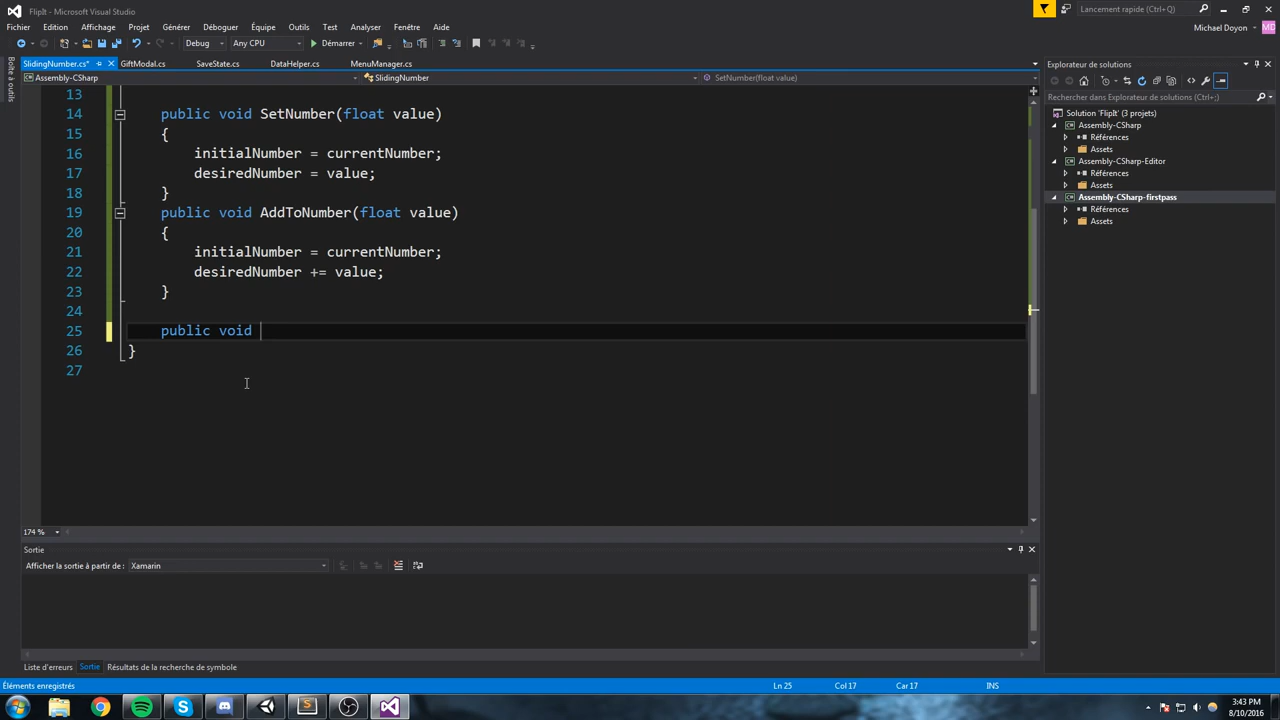 FlipIt - Microsoft Visual Studio
Lancement rapide (Ctrl+Q)
Fichier Edition Affichage Projet Générer Déboguer Équipe Outils Test Analyser Fenêtre Aide
Michael Doyon MD
Debug Any CPU Démarrer
Boîte à outils
SlidingNumber.cs* GiftModal.cs SaveState.cs DataHelper.cs MenuManager.cs
Assembly-CSharp SlidingNumber SetNumber(float value)
13
14 public void SetNumber(float value)
15 {
16 initialNumber = currentNumber;
17 desiredNumber = value;
18 }
19 public void AddToNumber(float value)
20 {
21 initialNumber = currentNumber;
22 desiredNumber += value;
23 }
24
25 public void
26 }
27
174 %
Explorateur de solutions
Rechercher dans Explorateur de solutions (Ctrl+;)
Solution 'FlipIt' (3 projets)
Assembly-CSharp
Références
Assets
Assembly-CSharp-Editor
Références
Assets
Assembly-CSharp-firstpass
Références
Assets
Sortie
Afficher la sortie à partir de : Xamarin
Liste d'erreurs Sortie Résultats de la recherche de symbole
Éléments enregistrés Ln 25 Col 17 Car 17 INS
3:43 PM
8/10/2016